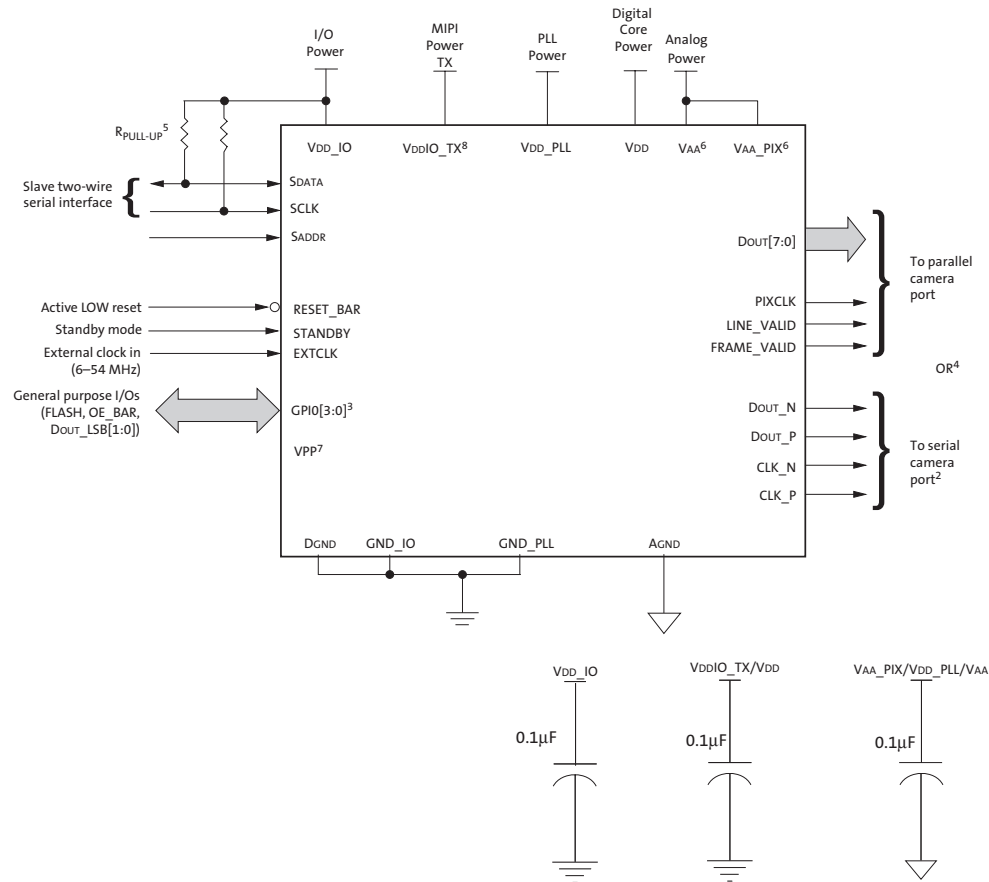 I/O
Power
MIPI
Power
TX
PLL
Power
Digital
Core
Power
Analog
Power
RPULL-UP5
VDD_IO
VDDIO_TX8
VDD_PLL
VDD
VAA6
VAA_PIX6
Slave two-wire
serial interface
SDATA
SCLK
SADDR
DOUT[7:0]
To parallel
camera
port
Active LOW reset
RESET_BAR
Standby mode
STANDBY
External clock in
(6–54 MHz)
EXTCLK
PIXCLK
LINE_VALID
FRAME_VALID
OR4
General purpose I/Os
(FLASH, OE_BAR,
DOUT_LSB[1:0])
GPI0[3:0]3
VPP7
DOUT_N
DOUT_P
CLK_N
CLK_P
To serial
camera
port2
DGND
GND_IO
GND_PLL
AGND
VDD_IO
VDDIO_TX/VDD
VAA_PIX/VDD_PLL/VAA
0.1µF
0.1µF
0.1µF